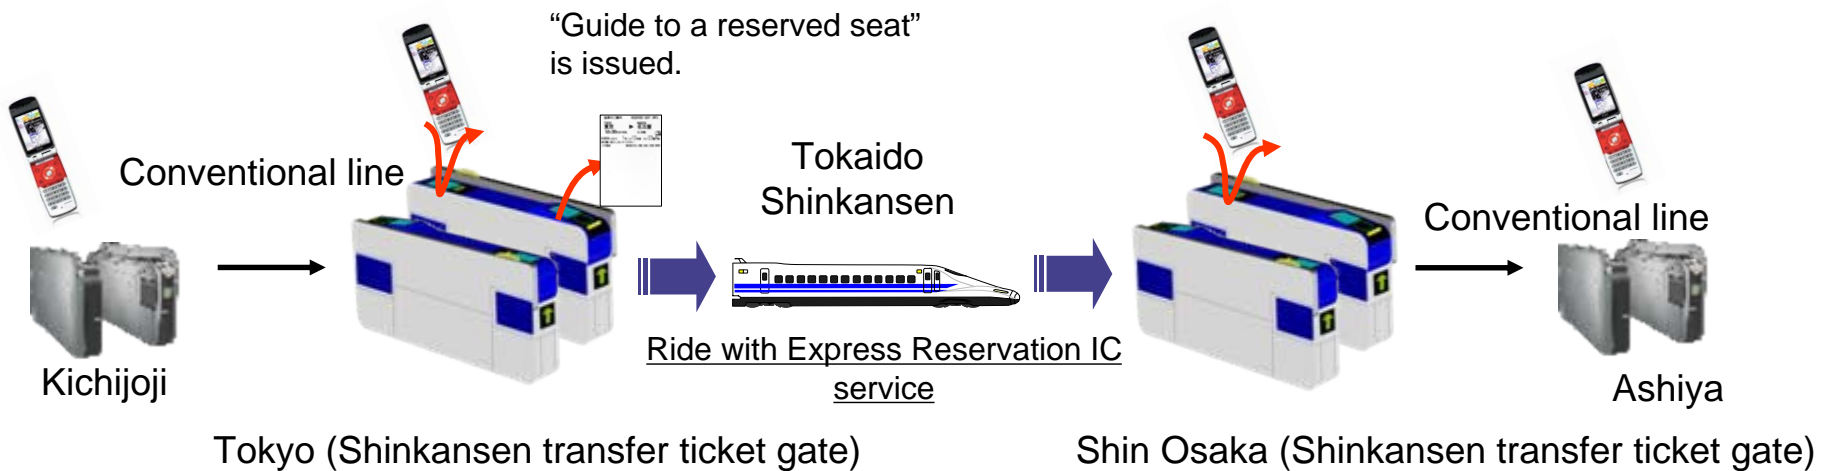 “Guide to a reserved seat”
is issued.
Conventional line
Tokaido
Shinkansen
Conventional line
Kichijoji
Ride with Express Reservation IC
service
Ashiya
Tokyo (Shinkansen transfer ticket gate)
Shin Osaka (Shinkansen transfer ticket gate)